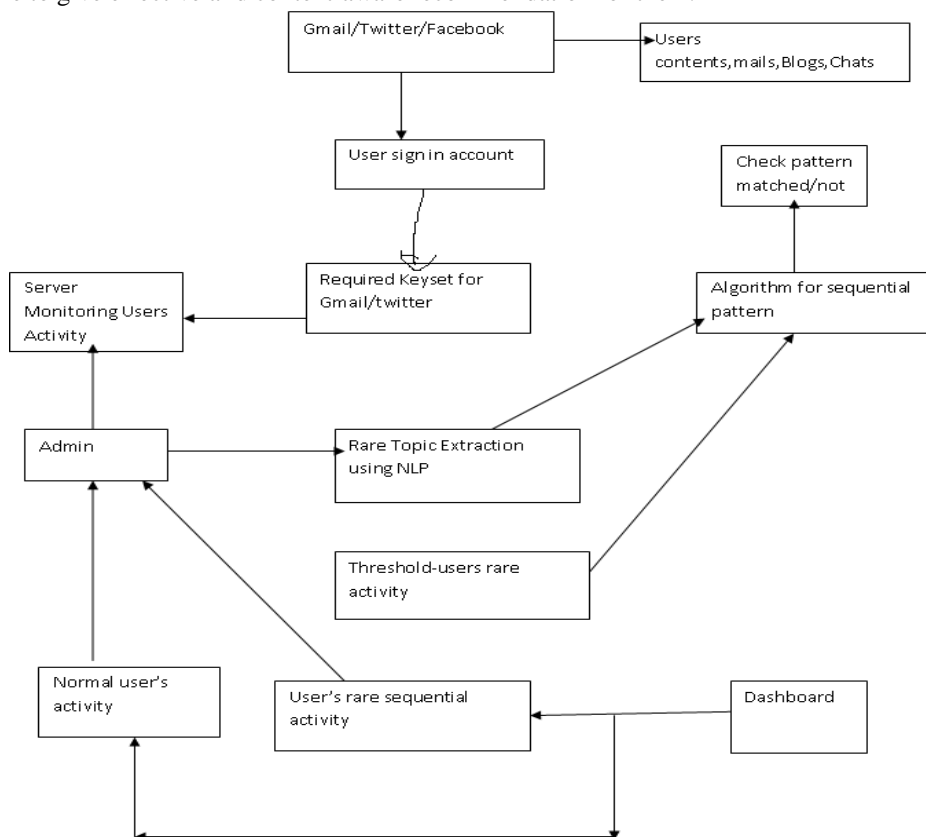 Gmail/Twitter/Facebook
Users
contents,mails,Blogs,Chats
User sign in account
Check pattern
matched/not
Required Keyset for
Gmail/twitter
Server
Monitoring Users
Activity
Algorithm for sequential
pattern
Admin
Rare Topic Extraction
using NLP
Threshold-users rare
activity
Normal user's
activity
User's rare sequential
activity
Dashboard